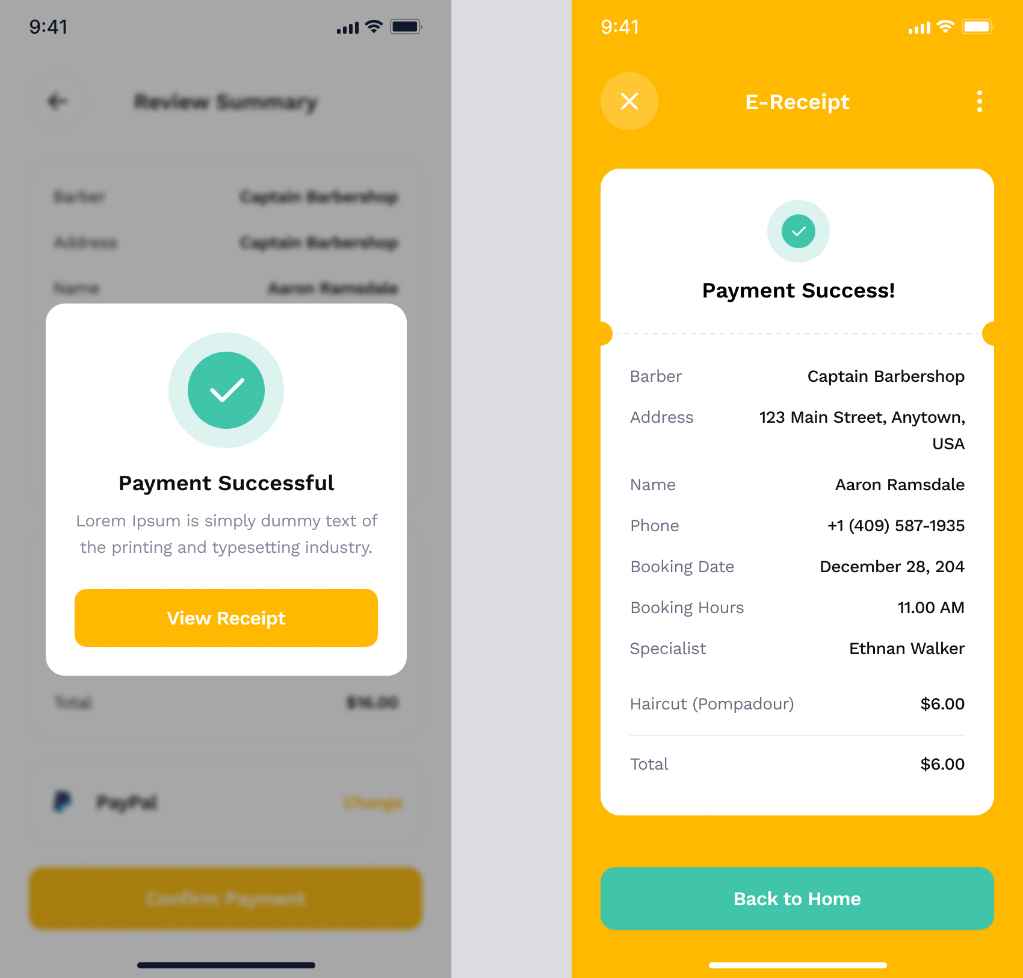 9:41
Review Summary
Barber Captain Barbershop
Address Captain Barbershop
Name Aaron Ramsdale
Payment Successful
Lorem Ipsum is simply dummy text of
the printing and typesetting industry.
View Receipt
Total $16.00
PayPal Change
Confirm Payment
9:41
E-Receipt
Payment Success!
Barber Captain Barbershop
Address 123 Main Street, Anytown,
USA
Name Aaron Ramsdale
Phone +1 (409) 587-1935
Booking Date December 28, 204
Booking Hours 11.00 AM
Specialist Ethnan Walker
Haircut (Pompadour) $6.00
Total $6.00
Back to Home